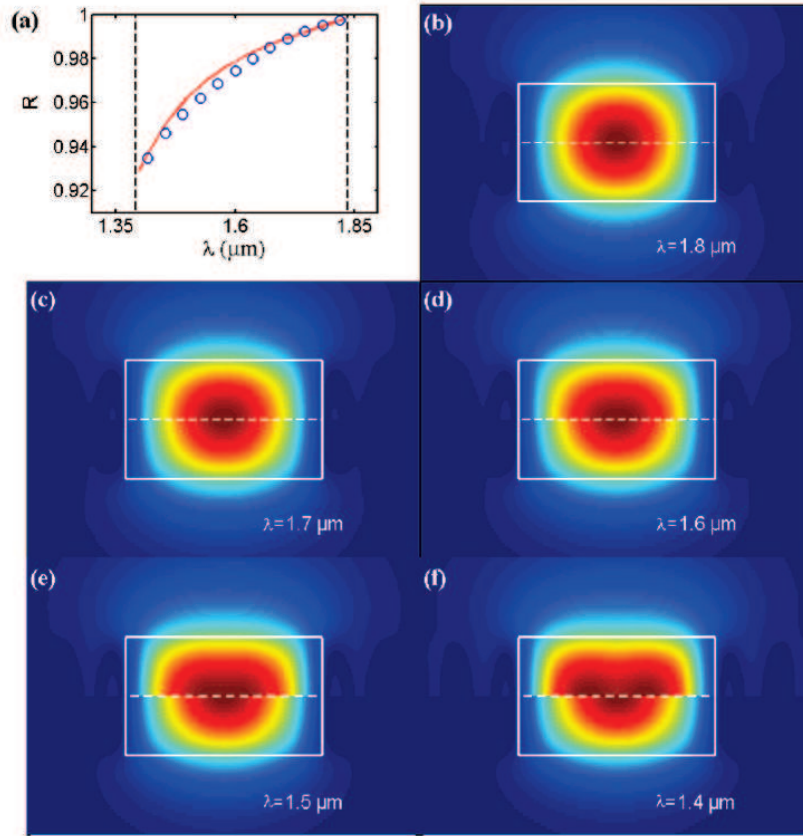 (a)
1
0.98
0.96
0.94
0.92
R
1.35
1.6
1.85
λ (µm)
(b)
λ=1.8 µm
(c)
λ=1.7 µm
(d)
λ=1.6 µm
(e)
λ=1.5 µm
(f)
λ=1.4 µm